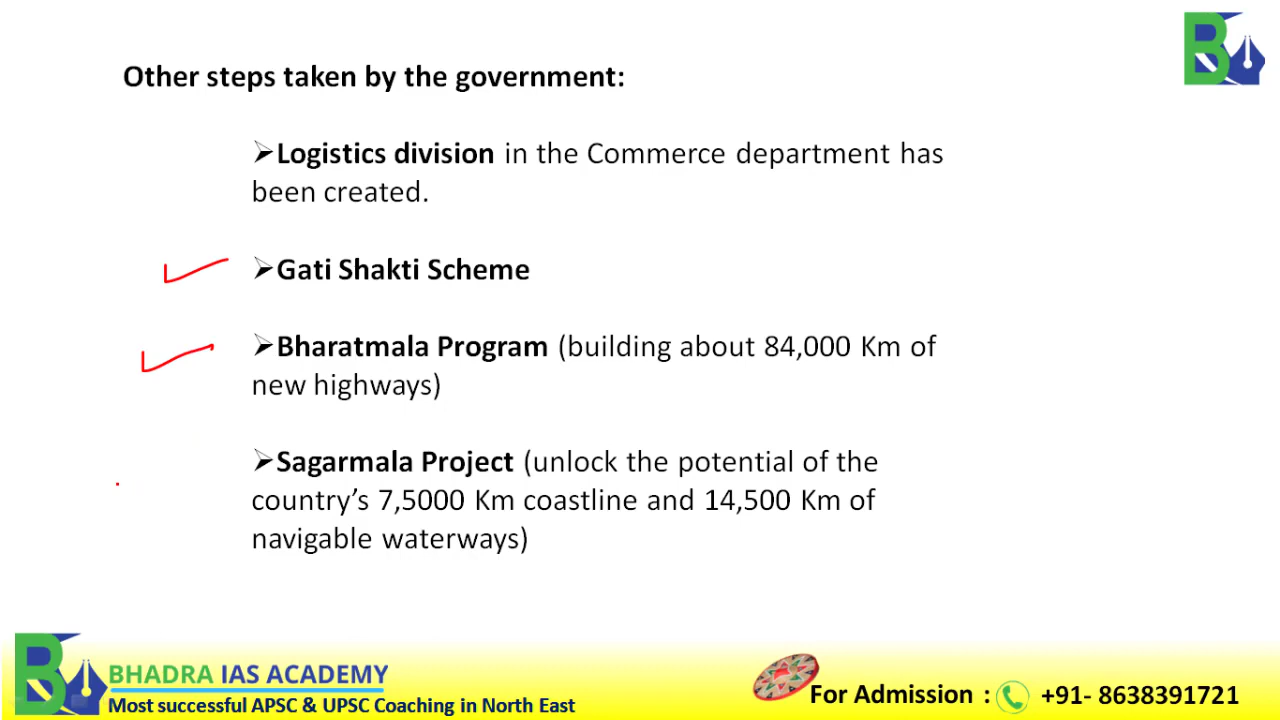 Other steps taken by the government:
➢Logistics division in the Commerce department has
been created.
➢Gati Shakti Scheme
➢Bharatmala Program (building about 84,000 Km of
new highways)
➢Sagarmala Project (unlock the potential of the
country’s 7,5000 Km coastline and 14,500 Km of
navigable waterways)
BHADRA IAS ACADEMY
Most successful APSC & UPSC Coaching in North East
For Admission : +91- 8638391721